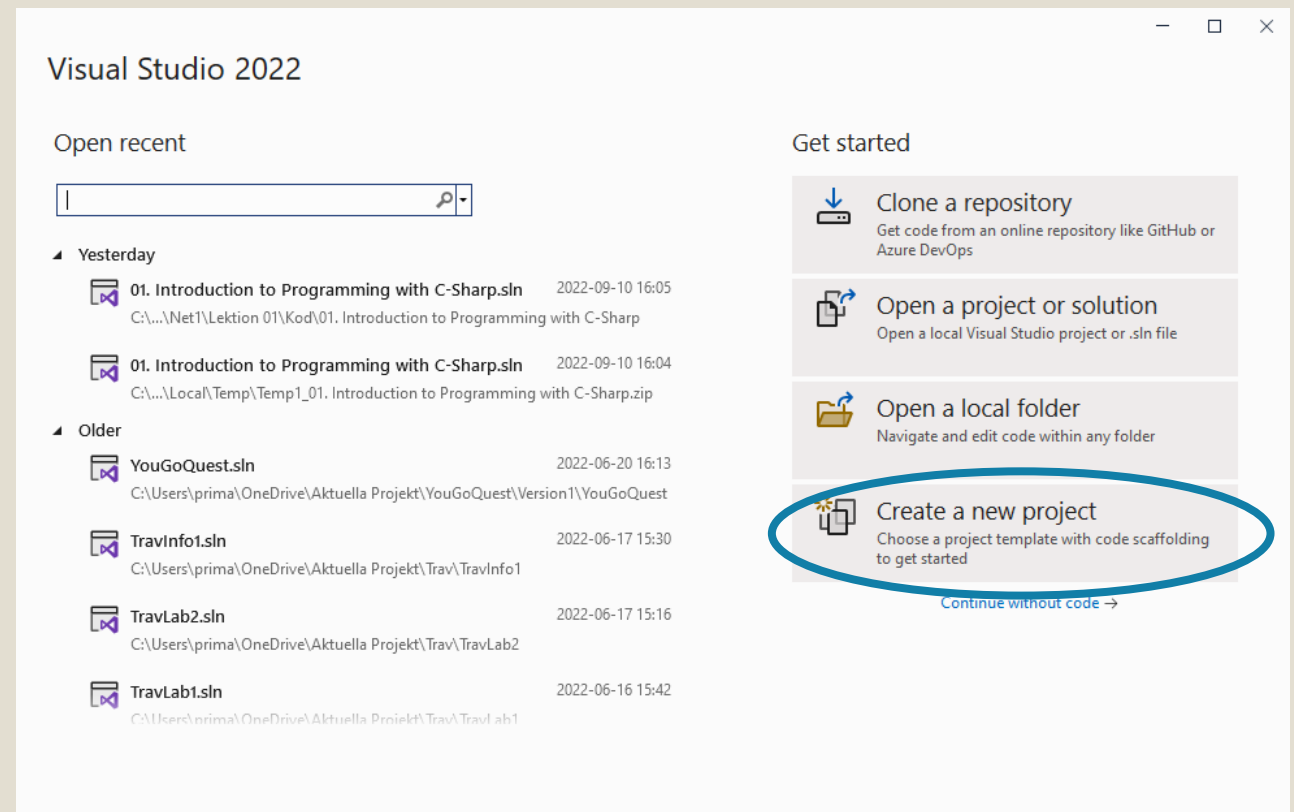 Visual Studio 2022
Open recent
Yesterday
01. Introduction to Programming with C-Sharp.sln 2022-09-10 16:05
C:\...\Net1\Lektion 01\Kod\01. Introduction to Programming with C-Sharp
01. Introduction to Programming with C-Sharp.sln 2022-09-10 16:04
C:\...\Local\Temp\Temp1_01. Introduction to Programming with C-Sharp.zip
Older
YouGoQuest.sln 2022-06-20 16:13
C:\Users\prima\OneDrive\Aktuella Projekt\YouGoQuest\Version1\YouGoQuest
TravInfo1.sln 2022-06-17 15:30
C:\Users\prima\OneDrive\Aktuella Projekt\Trav\TravInfo1
TravLab2.sln 2022-06-17 15:16
C:\Users\prima\OneDrive\Aktuella Projekt\Trav\TravLab2
TravLab1.sln 2022-06-16 15:42
C:\Users\prima\OneDrive\Aktuella Projekt\Trav\TravLab1
Get started
Clone a repository
Get code from an online repository like GitHub or
Azure DevOps
Open a project or solution
Open a local Visual Studio project or .sln file
Open a local folder
Navigate and edit code within any folder
Create a new project
Choose a project template with code scaffolding
to get started
Continue without code →